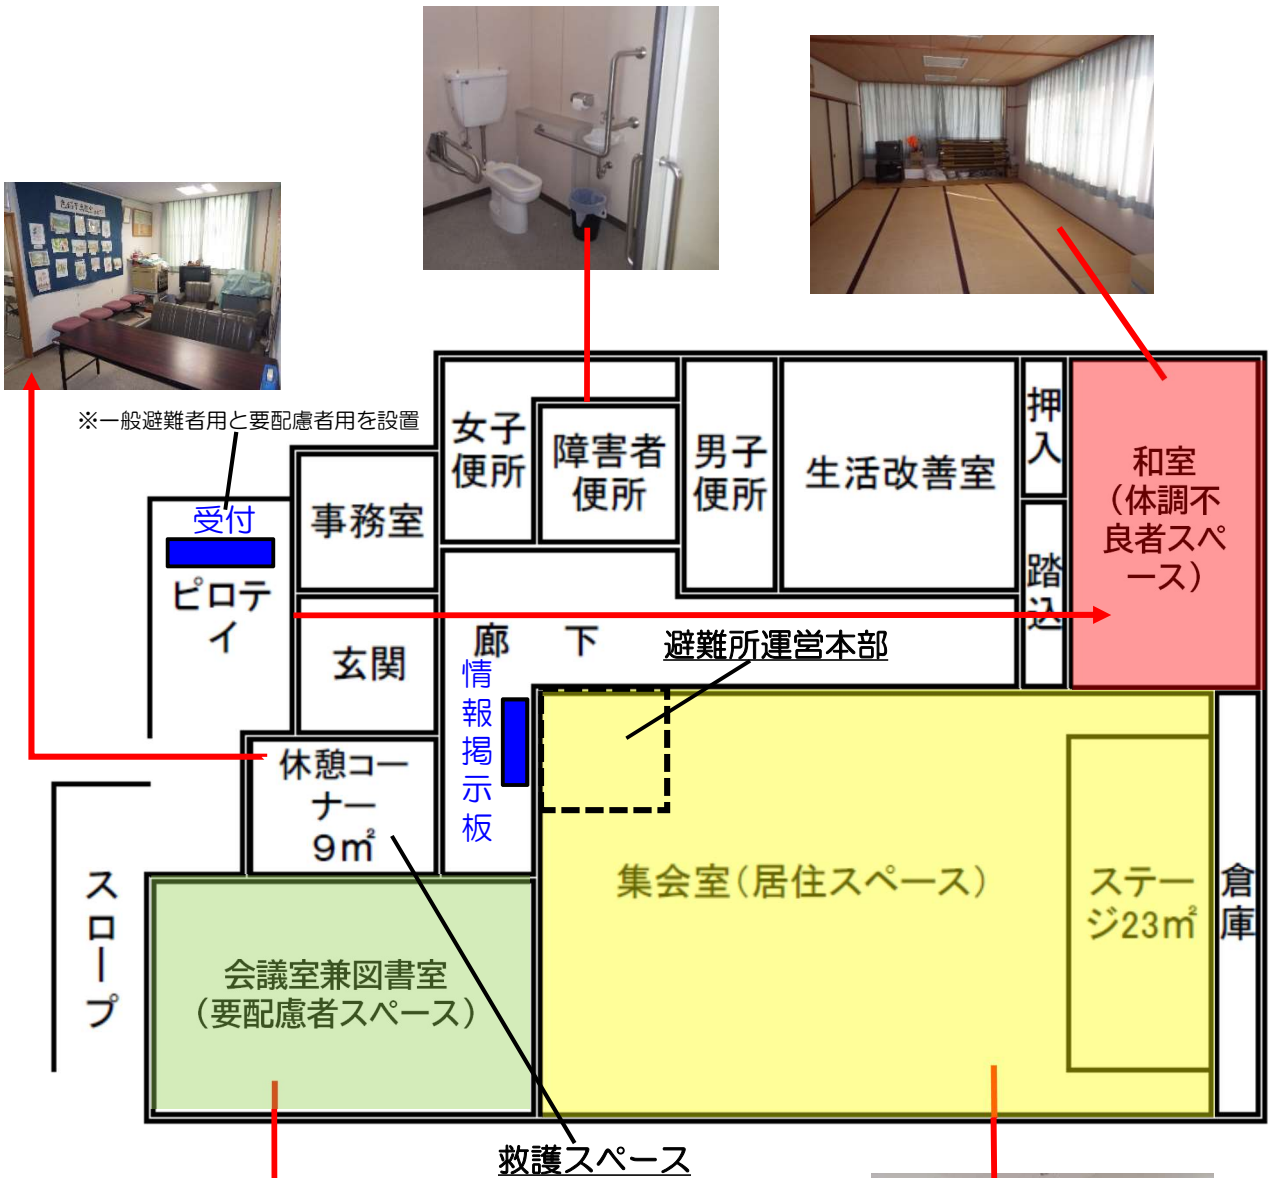 ※一般避難者用と要配慮者用を設置
受付
ピロテ
イ
事務室
玄関
女子
便所
障害者
便所
男子
便所
生活改善室
押
入
踏
込
和室
（体調不
良者スペ
ース）
廊　下
避難所運営本部
情
報
掲
示
板
休憩コー
ナー
9㎡
ス
ロ
ー
プ
会議室兼図書室
（要配慮者スペース）
集会室（居住スペース）
ステー
ジ23㎡
倉
庫
救護スペース